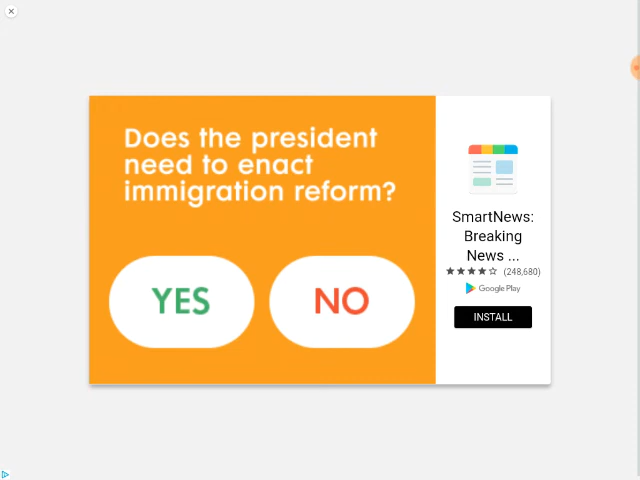 Does the president
need to enact
immigration reform?
YES
NO
SmartNews:
Breaking
News ...
(248,680)
Google Play
INSTALL